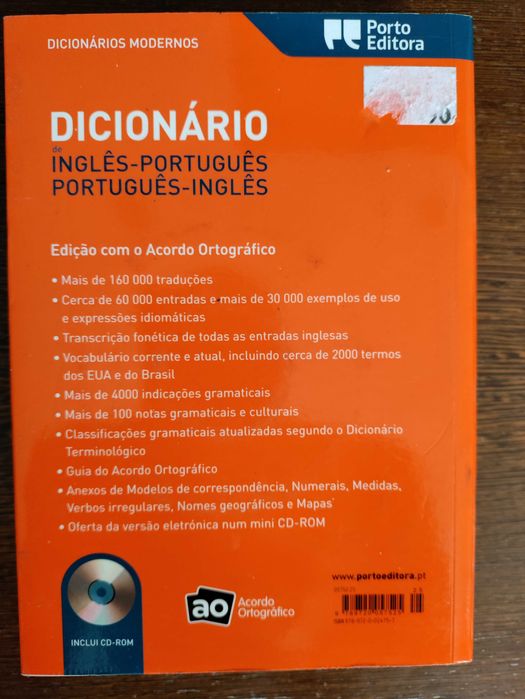 DICIONÁRIOS MODERNOS
Porto
Editora
DICIONÁRIO
de
INGLÊS-PORTUGUÊS
PORTUGUÊS-INGLÊS
Edição com o Acordo Ortográfico
• Mais de 160 000 traduções
• Cerca de 60 000 entradas e mais de 30 000 exemplos de uso
e expressões idiomáticas
• Transcrição fonética de todas as entradas inglesas
• Vocabulário corrente e atual, incluindo cerca de 2000 termos
dos EUA e do Brasil
• Mais de 4000 indicações gramaticais
• Mais de 100 notas gramaticais e culturais
• Classificações gramaticais atualizadas segundo o Dicionário
Terminológico
• Guia do Acordo Ortográfico
• Anexos de Modelos de correspondência, Numerais, Medidas,
Verbos irregulares, Nomes geográficos e Mapas
• Oferta da versão eletrónica num mini CD-ROM
www.portoeditora.pt
ao
Acordo
Ortográfico
INCLUI CD-ROM